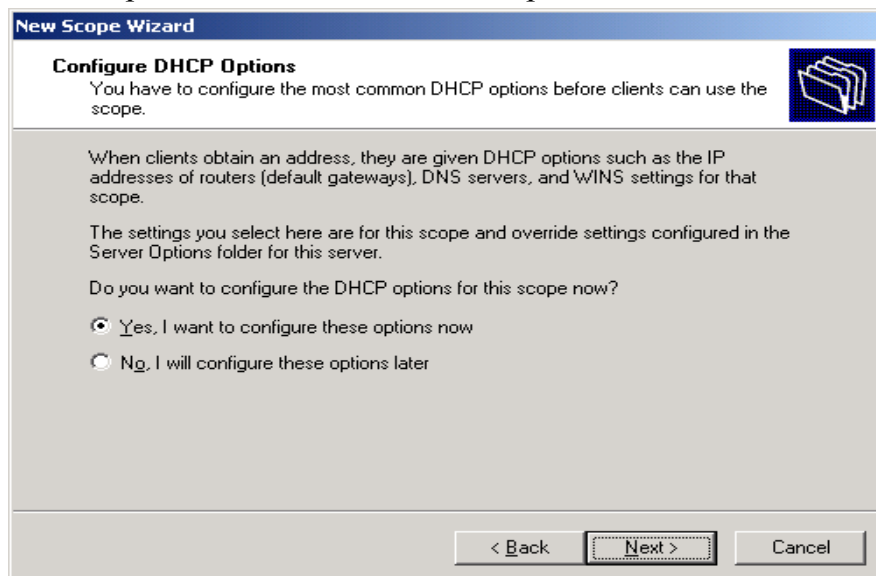 New Scope Wizard
Configure DHCP Options
You have to configure the most common DHCP options before clients can use the
scope.
When clients obtain an address, they are given DHCP options such as the IP
addresses of routers (default gateways), DNS servers, and WINS settings for that
scope.
The settings you select here are for this scope and override settings configured in the
Server Options folder for this server.
Do you want to configure the DHCP options for this scope now?
Yes, I want to configure these options now
No, I will configure these options later
< Back Next > Cancel